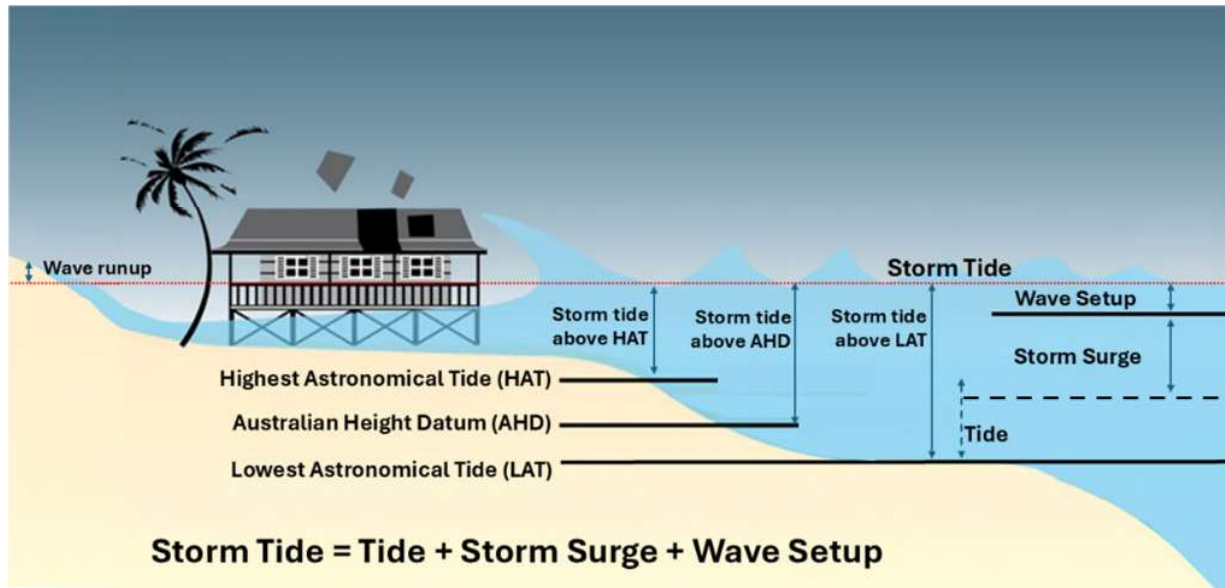 Storm Tide
Wave runup
Wave Setup
Storm tide
above HAT
Storm tide
above AHD
Storm tide
above LAT
Storm Surge
Highest Astronomical Tide (HAT)
Australian Height Datum (AHD)
Tide
Lowest Astronomical Tide (LAT)
Storm Tide = Tide + Storm Surge + Wave Setup